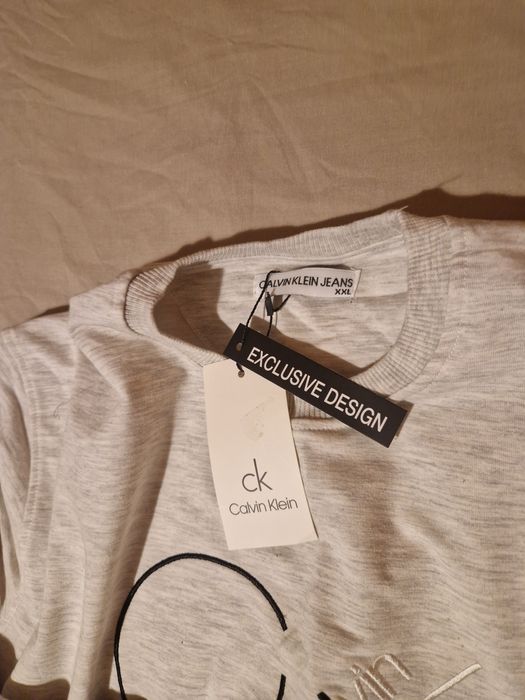 CALVIN KLEIN JEANS
XXL
EXCLUSIVE DESIGN
ck
Calvin Klein